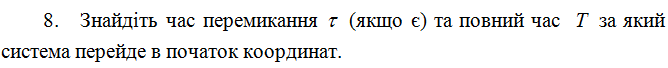 8. Знайдіть час перемикання τ (якщо є) та повний час T за який
система перейде в початок координат.